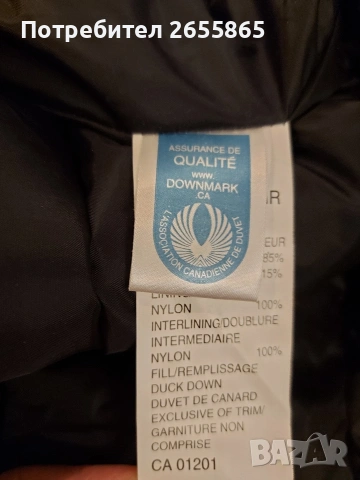 Потребител 2655865
ASSURANCE DE
QUALITÉ
www.
DOWNMARK
.CA
L'ASSOCIATION CANADIENNE DE DUVET
EUR
85%
15%
NYLON 100%
INTERLINING/DOUBLURE
INTERMEDIAIRE
NYLON 100%
FILL/REMPLISSAGE
DUCK DOWN
DUVET DE CANARD
EXCLUSIVE OF TRIM/
GARNITURE NON
COMPRISE
CA 01201
BAZAR